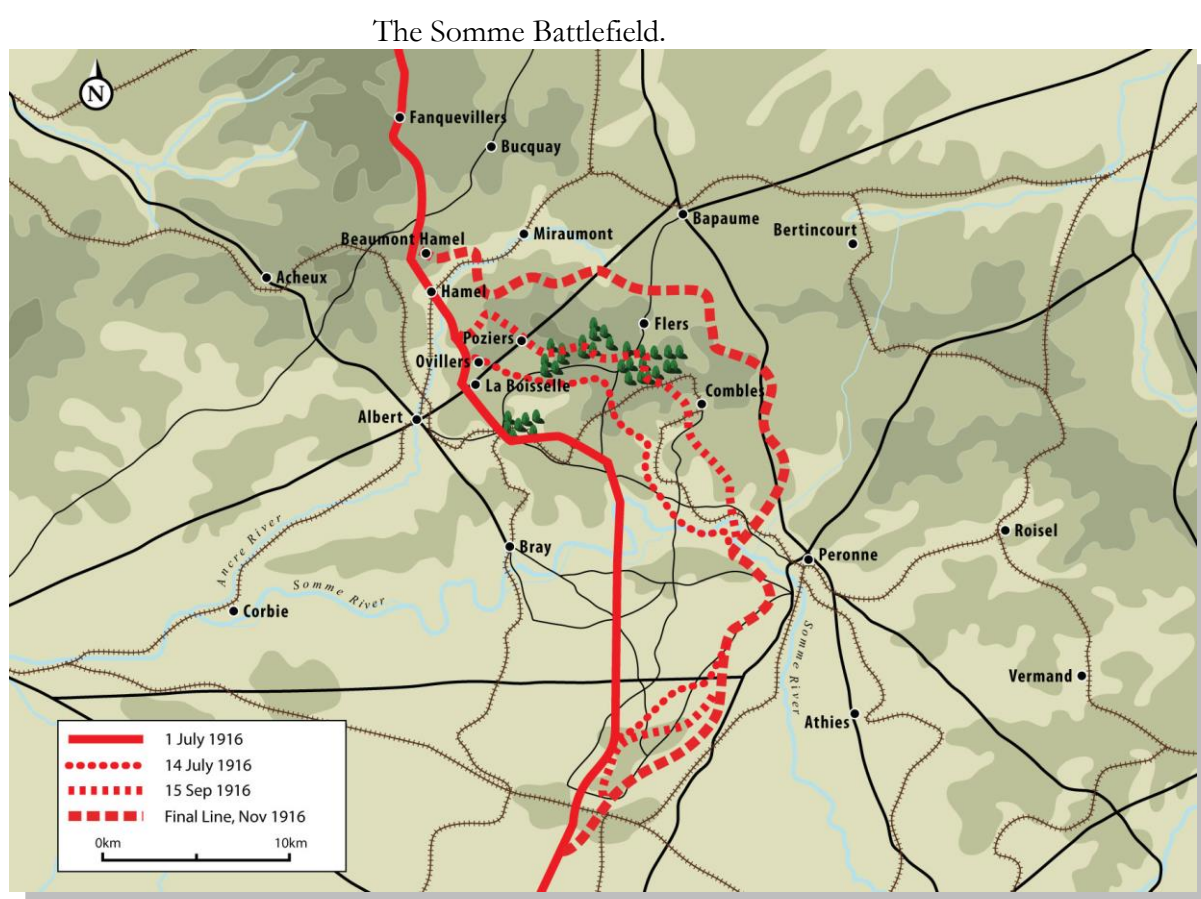 The Somme Battlefield.
N
Fanquevillers
Bucquay
Bapaume
Beaumont Hamel
Miraumont
Bertincourt
Acheux
Hamel
Flers
Poziers
Ovillers
La Boisselle
Combles
Albert
Roisel
Bray
Peronne
Ancre River
Somme River
Corbie
Somme River
Vermand
Athies
1 July 1916
14 July 1916
15 Sep 1916
Final Line, Nov 1916
0km 10km